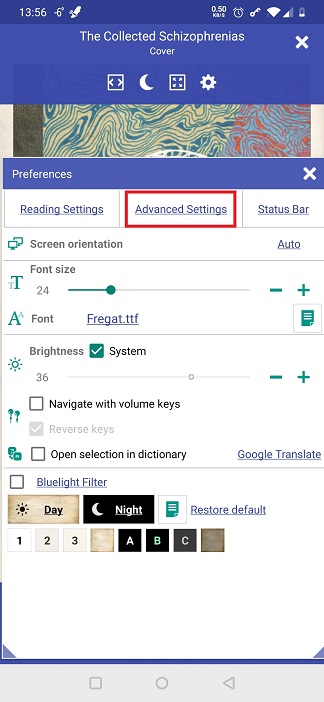 13:56 -6° 0.50 KB/S
The Collected Schizophrenias
Cover
Preferences
Reading Settings Advanced Settings Status Bar
Screen orientation Auto
Font size
24
Font Fregat.ttf
Brightness System
36
Navigate with volume keys
Reverse keys
Open selection in dictionary Google Translate
Bluelight Filter
Day Night Restore default
1 2 3 A B C